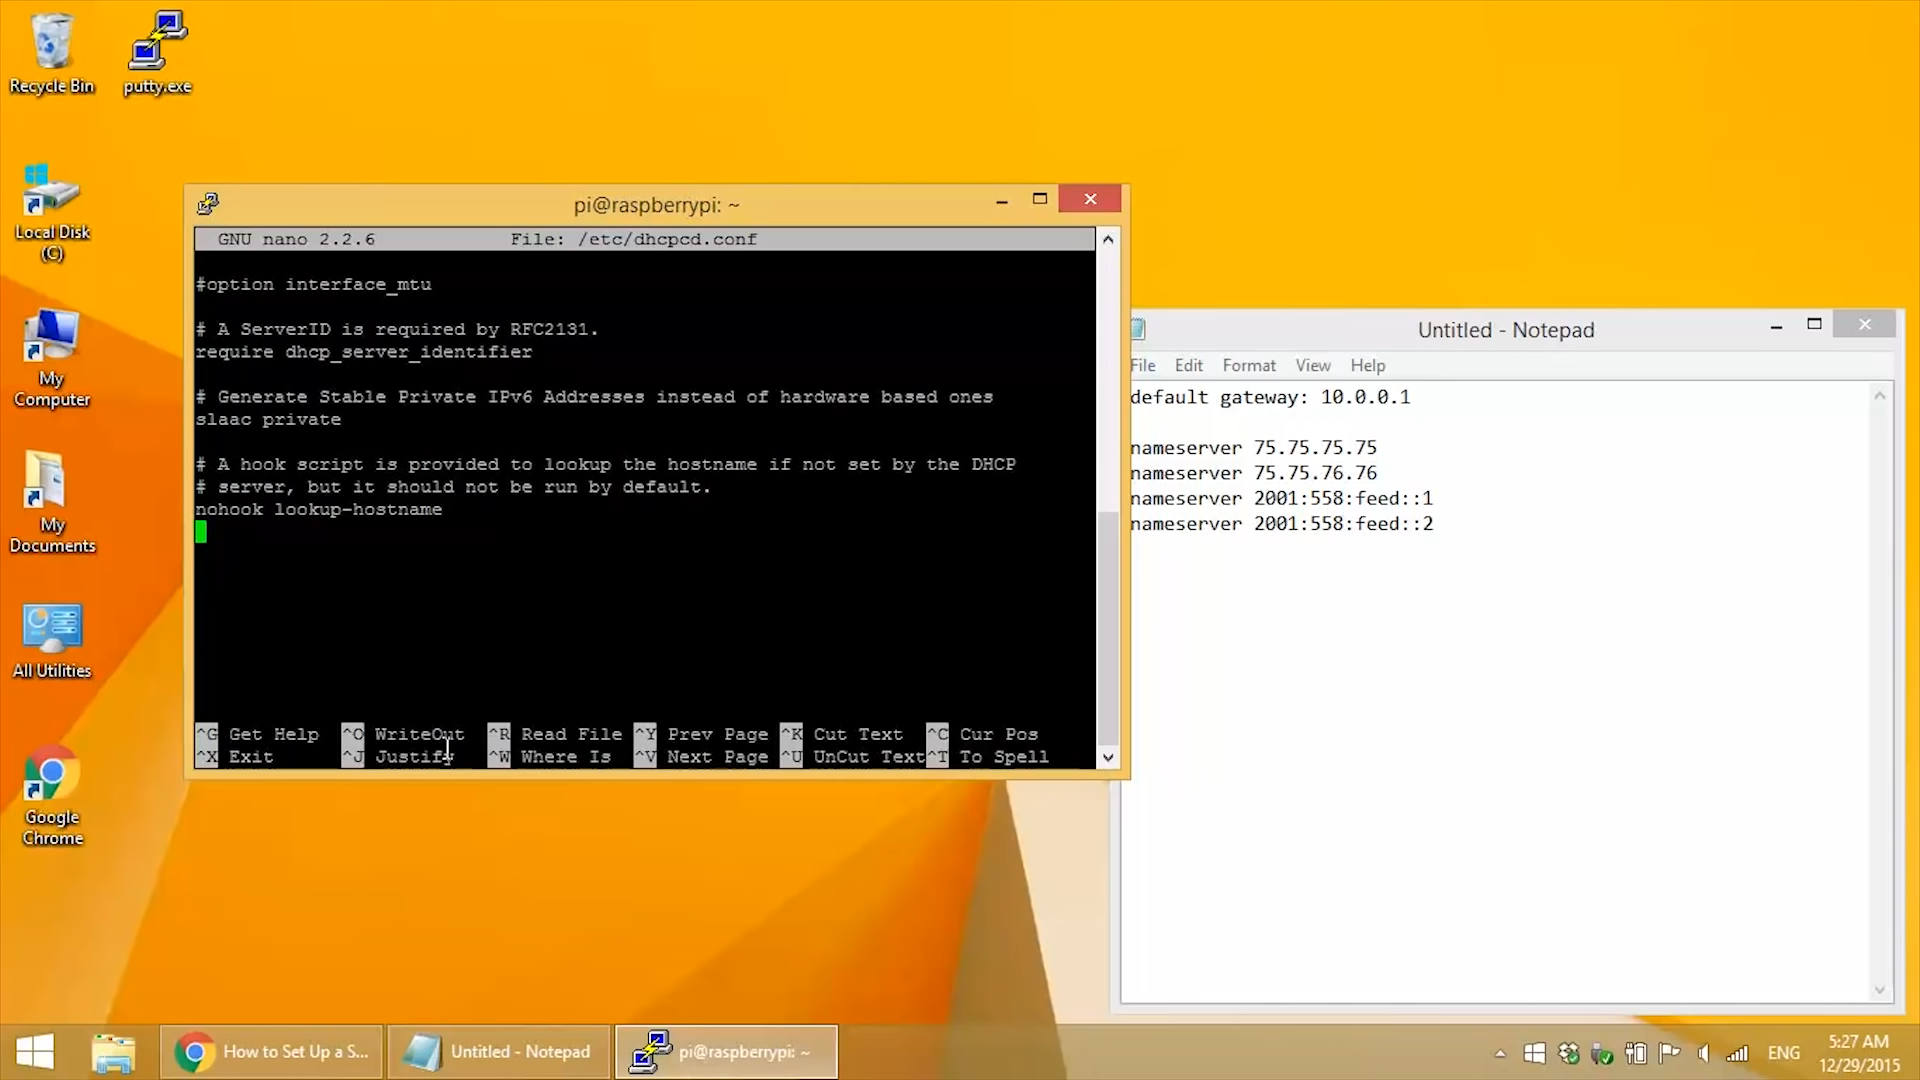 Recycle Bin
putty.exe
Local Disk
(C)
My
Computer
My
Documents
All Utilities
Google
Chrome
pi@raspberrypi: ~
GNU nano 2.2.6 File: /etc/dhcpcd.conf
#option interface_mtu
# A ServerID is required by RFC2131.
require dhcp_server_identifier
# Generate Stable Private IPv6 Addresses instead of hardware based ones
slaac private
# A hook script is provided to lookup the hostname if not set by the DHCP
# server, but it should not be run by default.
nohook lookup-hostname
^G Get Help ^O WriteOut ^R Read File ^Y Prev Page ^K Cut Text ^C Cur Pos
^X Exit ^J Justify ^W Where Is ^V Next Page ^U UnCut Text ^T To Spell
Untitled - Notepad
File Edit Format View Help
default gateway: 10.0.0.1
nameserver 75.75.75.75
nameserver 75.75.76.76
nameserver 2001:558:feed::1
nameserver 2001:558:feed::2
How to Set Up a S...
Untitled - Notepad
pi@raspberrypi: ~
ENG
5:27 AM
12/29/2015